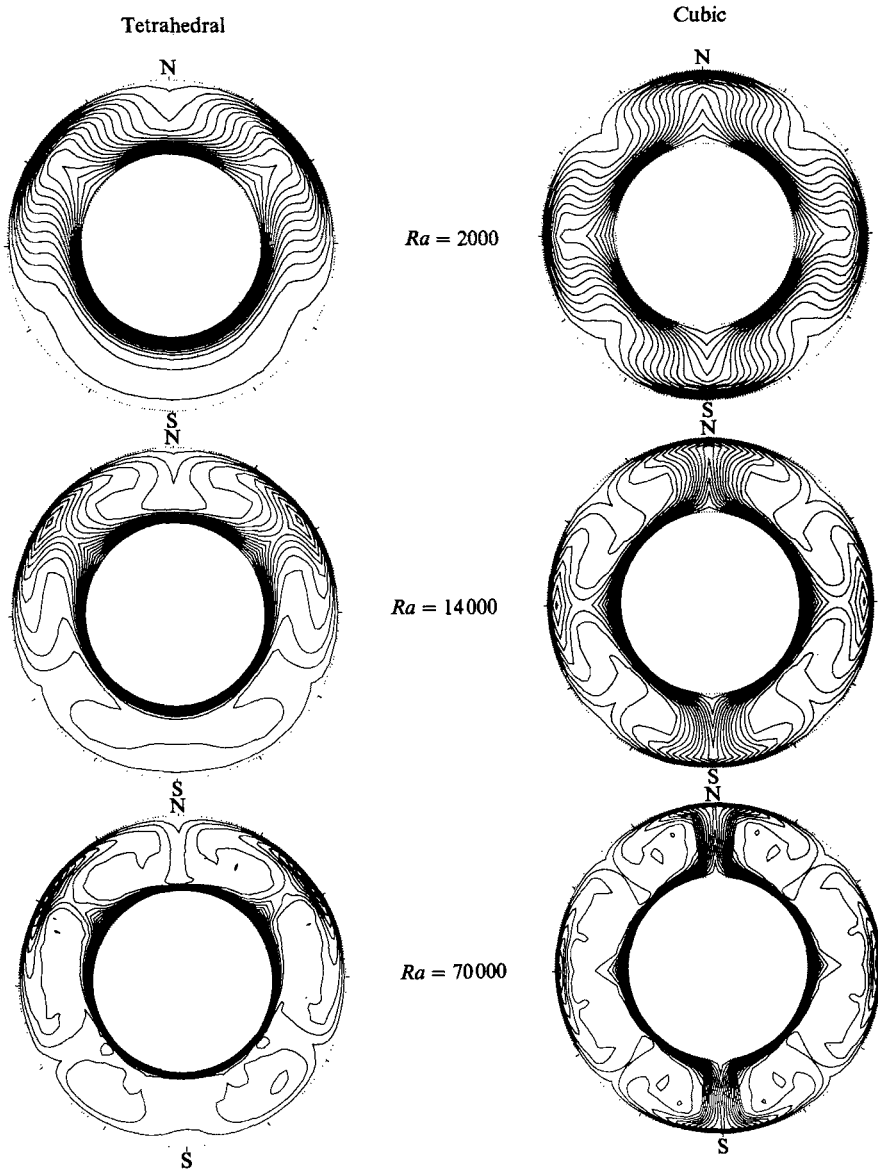 Tetrahedral
Cubic
N
N
Ra = 2000
S
N
S
N
Ra = 14000
S
N
S
N
Ra = 70000
S
S